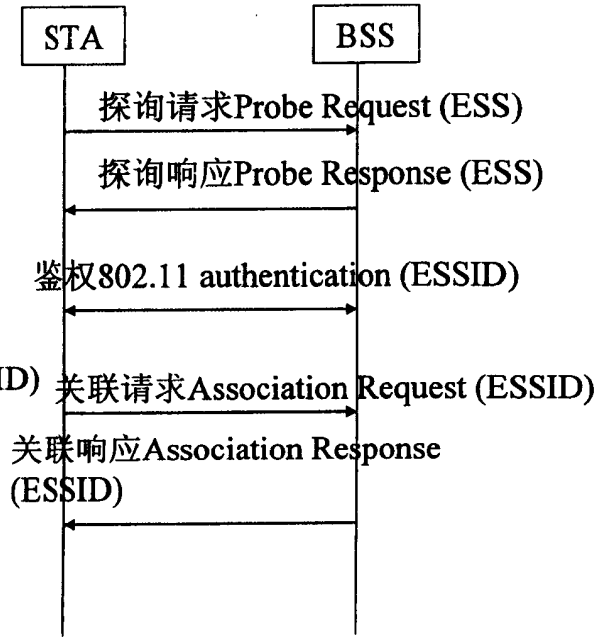 STA
BSS
探询请求Probe Request (ESS)
探询响应Probe Response (ESS)
鉴权802.11 authentication (ESSID)
ID)
关联请求Association Request (ESSID)
关联响应Association Response
(ESSID)